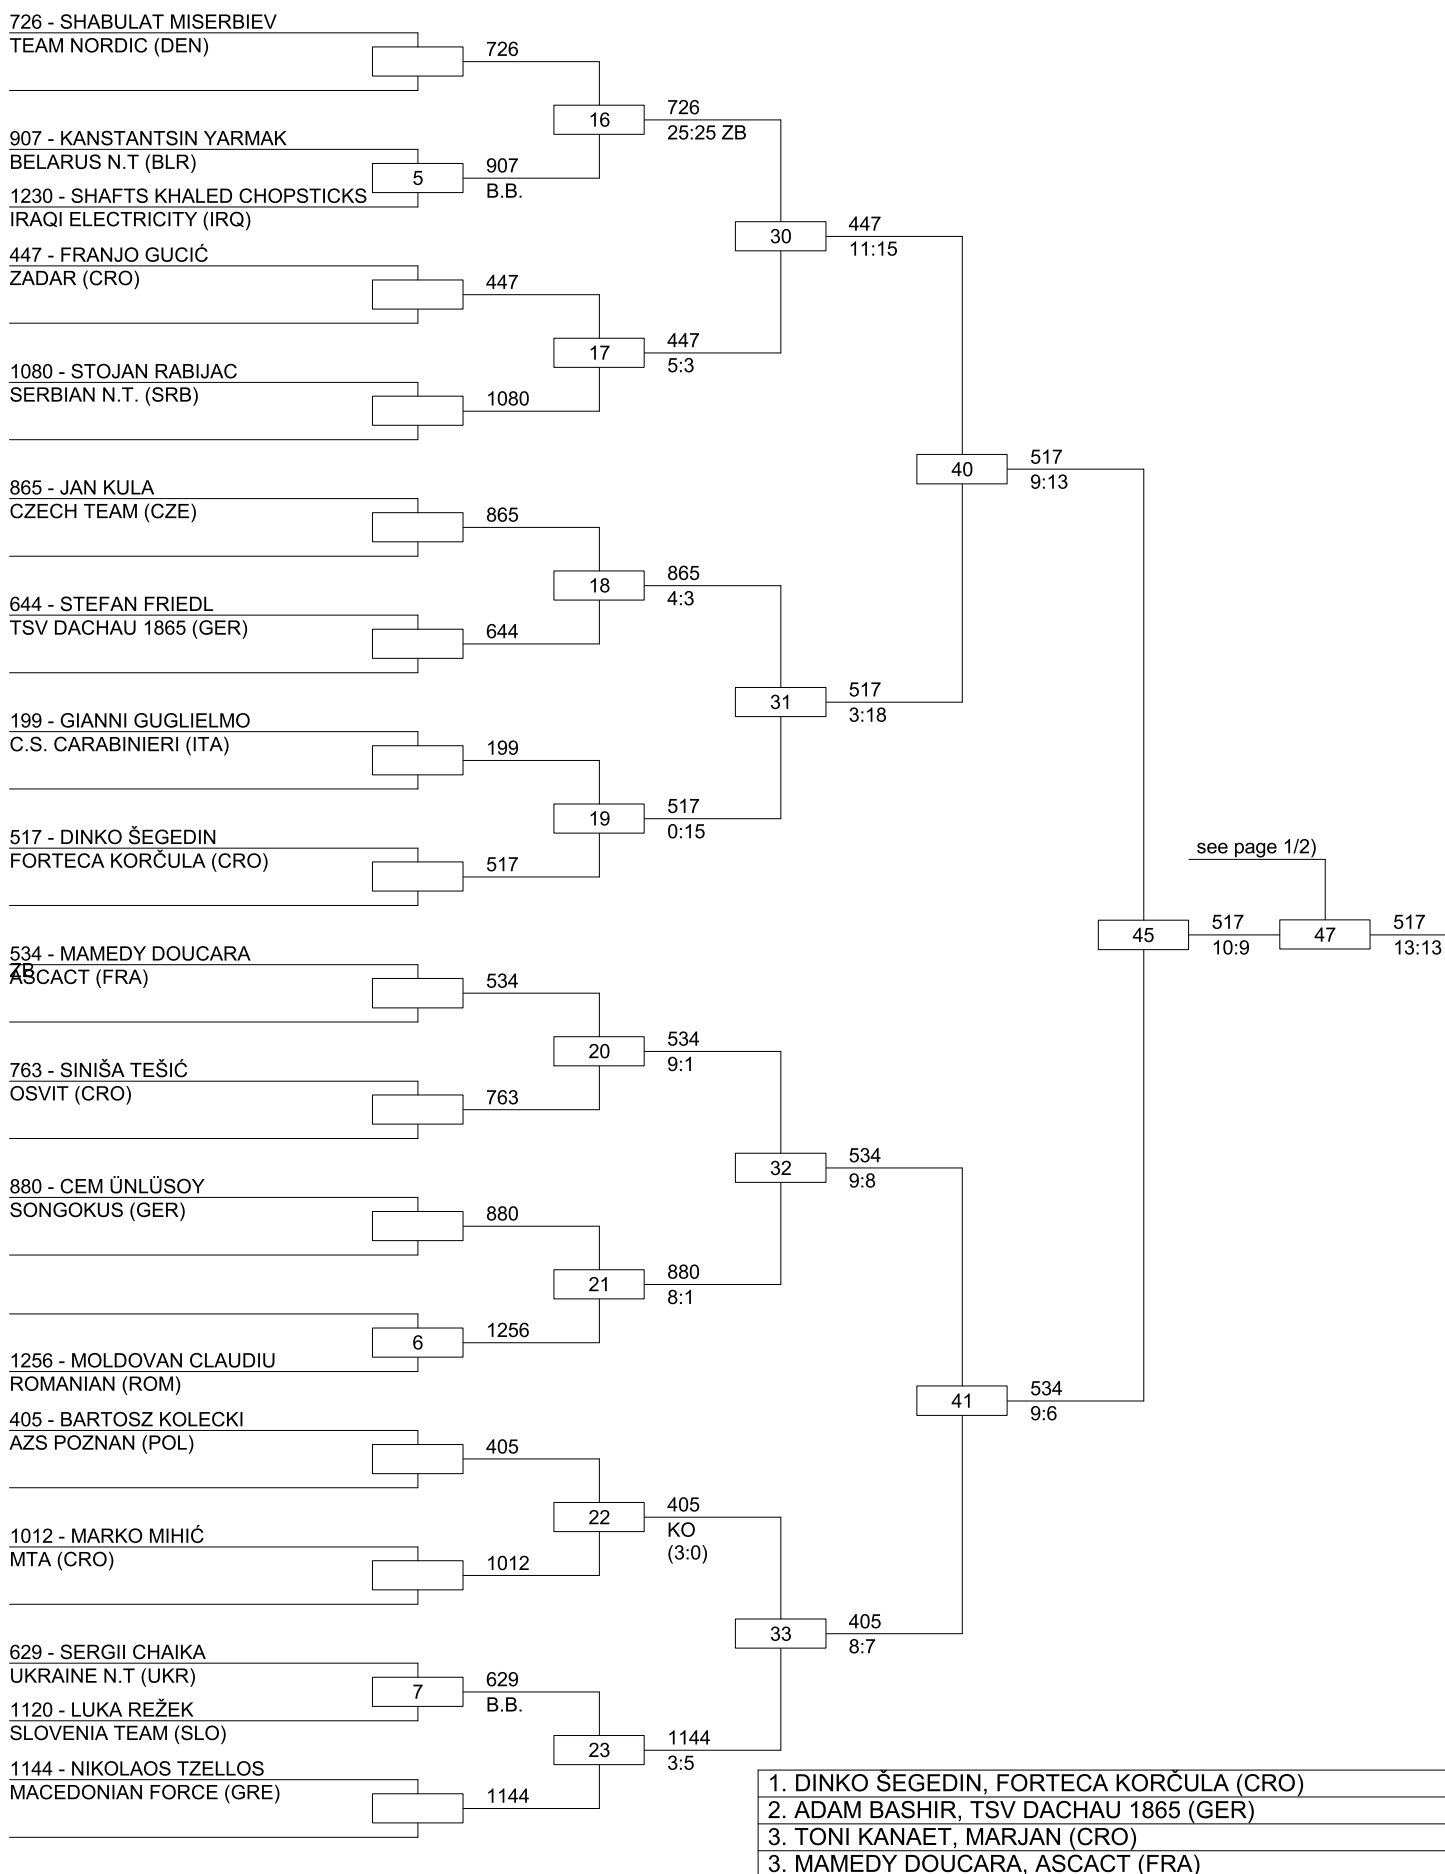 726 - SHABULAT MISERBIEV
TEAM NORDIC (DEN)
726
16
726
25:25 ZB
907 - KANSTANTSIN YARMAK
BELARUS N.T (BLR)
5
907
B.B.
1230 - SHAFTS KHALED CHOPSTICKS
IRAQI ELECTRICITY (IRQ)
30
447
11:15
447 - FRANJO GUCIĆ
ZADAR (CRO)
447
17
447
5:3
1080 - STOJAN RABIJAC
SERBIAN N.T. (SRB)
1080
40
517
9:13
865 - JAN KULA
CZECH TEAM (CZE)
865
18
865
4:3
644 - STEFAN FRIEDL
TSV DACHAU 1865 (GER)
644
31
517
3:18
199 - GIANNI GUGLIELMO
C.S. CARABINIERI (ITA)
199
19
517
0:15
517 - DINKO ŠEGEDIN
FORTECA KORČULA (CRO)
517
see page 1/2)
45
517
10:9
47
517
13:13
ZB
534 - MAMEDY DOUCARA
ASCACT (FRA)
534
20
534
9:1
763 - SINIŠA TEŠIĆ
OSVIT (CRO)
763
32
534
9:8
880 - CEM ÜNLÜSOY
SONGOKUS (GER)
880
21
880
8:1
6
1256
1256 - MOLDOVAN CLAUDIU
ROMANIAN (ROM)
41
534
9:6
405 - BARTOSZ KOLECKI
AZS POZNAN (POL)
405
22
405
KO
(3:0)
1012 - MARKO MIHIĆ
MTA (CRO)
1012
33
405
8:7
629 - SERGII CHAIKA
UKRAINE N.T (UKR)
7
629
B.B.
1120 - LUKA REŽEK
SLOVENIA TEAM (SLO)
23
1144
3:5
1144 - NIKOLAOS TZELLOS
MACEDONIAN FORCE (GRE)
1144
1. DINKO ŠEGEDIN, FORTECA KORČULA (CRO)
2. ADAM BASHIR, TSV DACHAU 1865 (GER)
3. TONI KANAET, MARJAN (CRO)
3. MAMEDY DOUCARA, ASCACT (FRA)